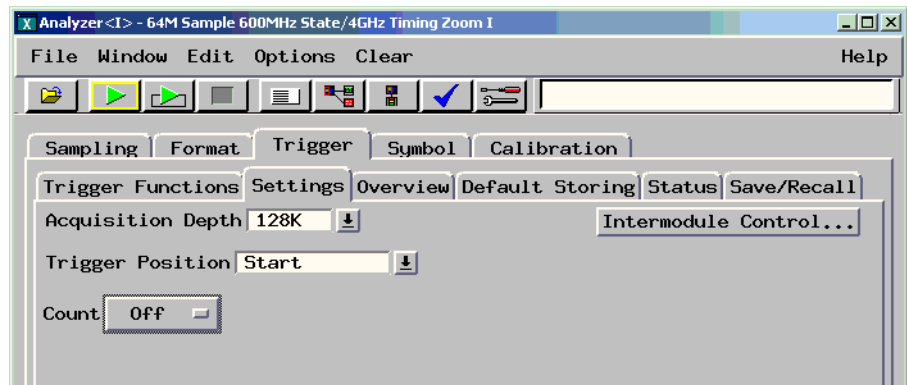 X Analyzer<I> - 64M Sample 600MHz State/4GHz Timing Zoom I
File Window Edit Options Clear Help
Sampling Format Trigger Symbol Calibration
Trigger Functions Settings Overview Default Storing Status Save/Recall
Acquisition Depth 128K Intermodule Control...
Trigger Position Start
Count Off